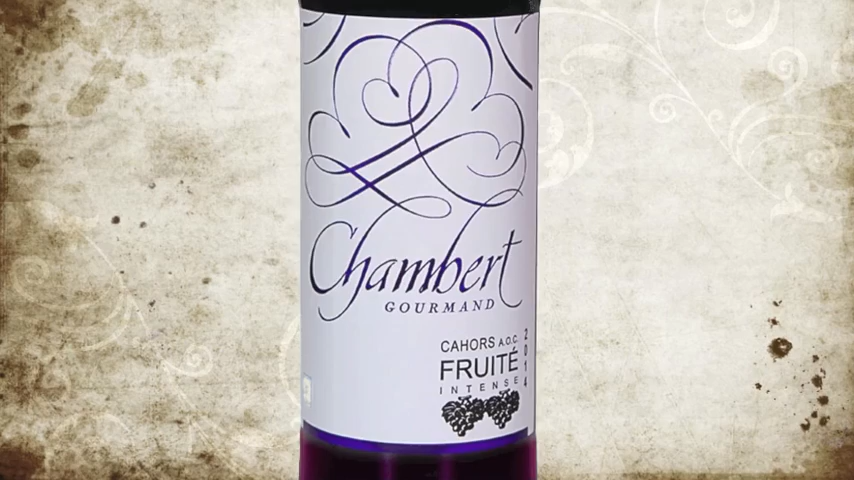 Chambert
GOURMAND
CAHORS A.O.C.
FRUITÉ
INTENSE
2014